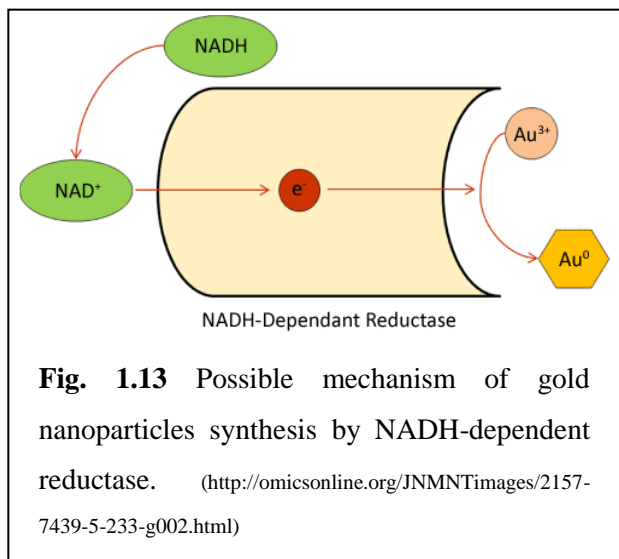 NADH
Au³⁺
NAD⁺
e⁻
Au⁰
NADH-Dependant Reductase
Fig. 1.13 Possible mechanism of gold
nanoparticles synthesis by NADH-dependent
reductase. (http://omicsonline.org/JNMNTimages/2157-
7439-5-233-g002.html)